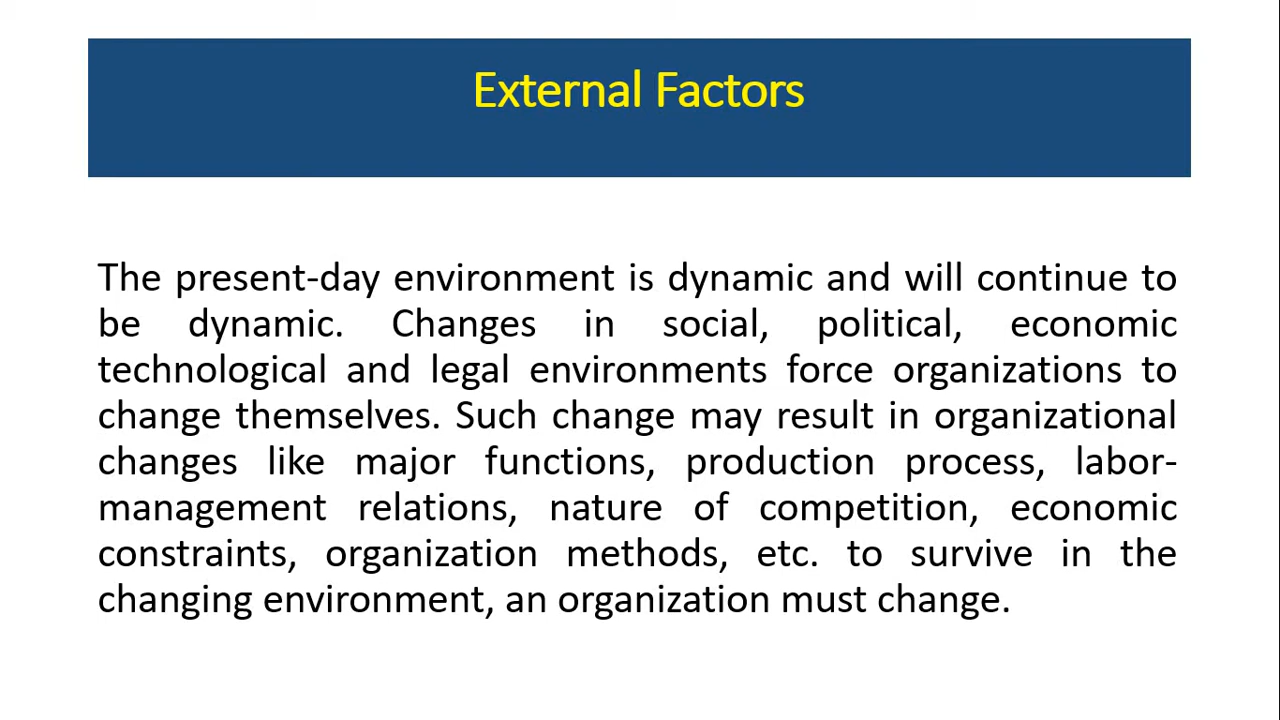 External Factors
The present-day environment is dynamic and will continue to
be dynamic. Changes in social, political, economic
technological and legal environments force organizations to
change themselves. Such change may result in organizational
changes like major functions, production process, labor-
management relations, nature of competition, economic
constraints, organization methods, etc. to survive in the
changing environment, an organization must change.